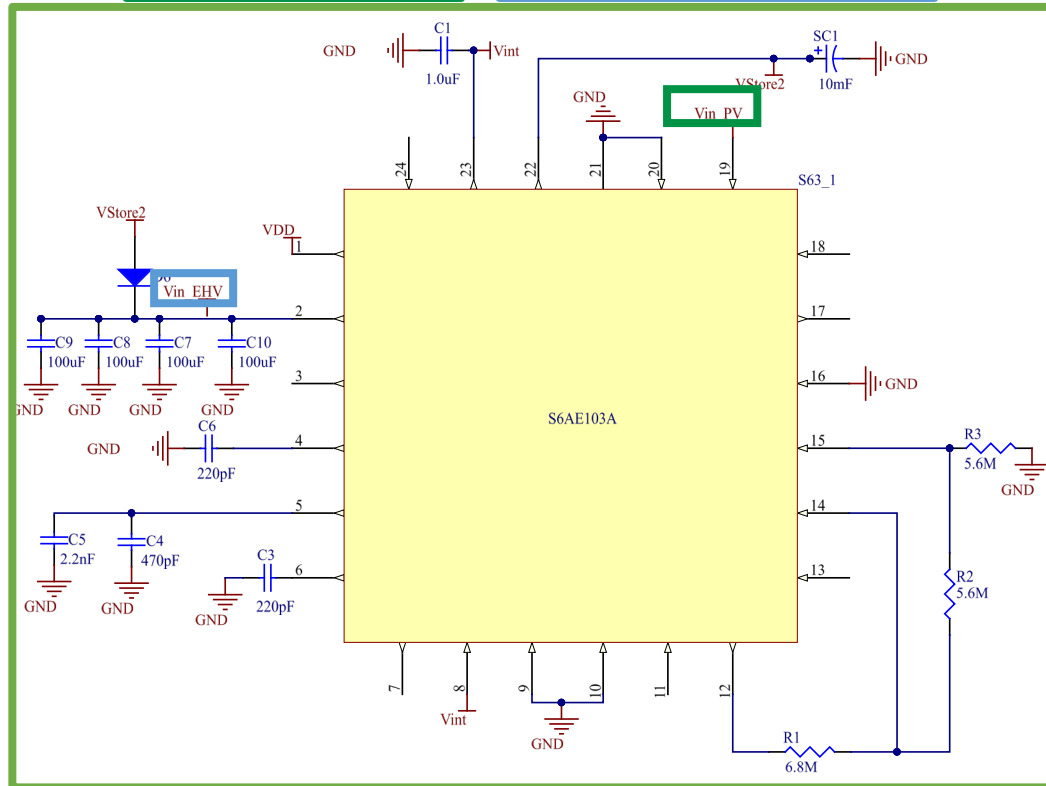 C1
GND
Vint
1.0uF
SC1
+
GND
VStore2
10mF
GND
Vin_PV
24
23
22
21
20
19
S63_1
VStore2
VDD
1
18
Vin_EHV
2
17
C9
100uF
C8
100uF
C7
100uF
C10
100uF
3
16
GND
GND
GND
GND
GND
S6AE103A
C6
GND
220pF
4
15
R3
5.6M
GND
5
14
C5
2.2nF
C4
470pF
C3
6
13
220pF
R2
5.6M
GND
GND
GND
7
8
9
10
11
12
Vint
GND
R1
6.8M